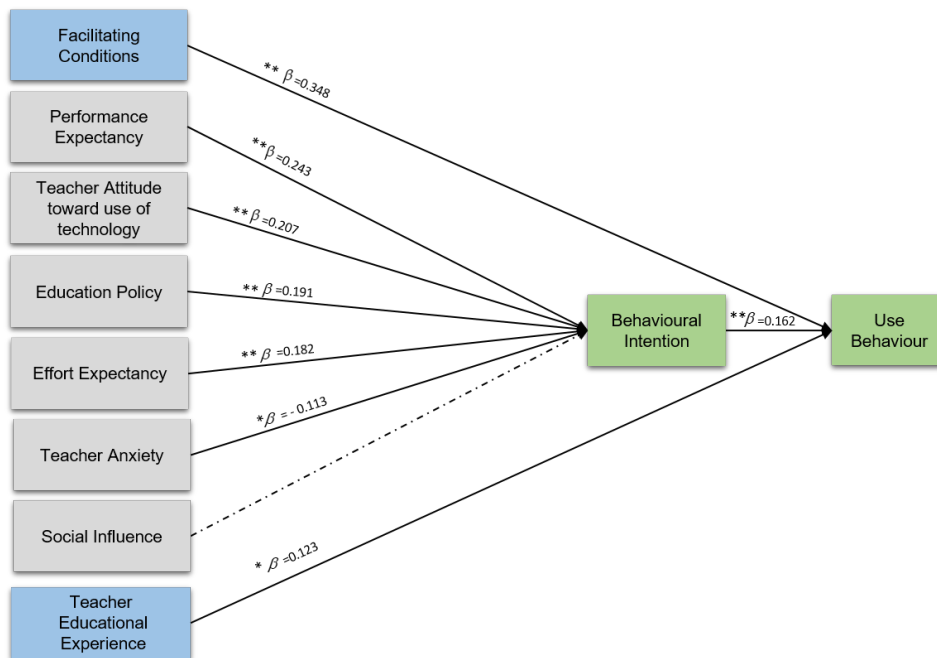 Facilitating
Conditions
** β =0.348
Performance
Expectancy
**β =0.243
Teacher Attitude
toward use of
technology
** β =0.207
Education Policy
** β =0.191
Behavioural
Intention
**β =0.162
Use
Behaviour
Effort Expectancy
** β =0.182
Teacher Anxiety
*β = - 0.113
Social Influence
* β =0.123
Teacher
Educational
Experience